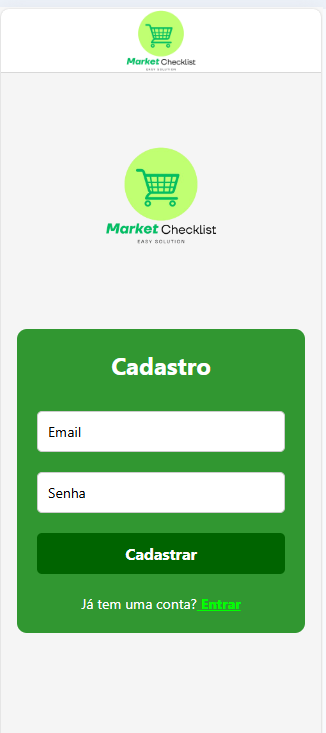 Market Checklist
EASY SOLUTION
Market Checklist
EASY SOLUTION
Cadastro
Email
Senha
Cadastrar
Já tem uma conta? Entrar